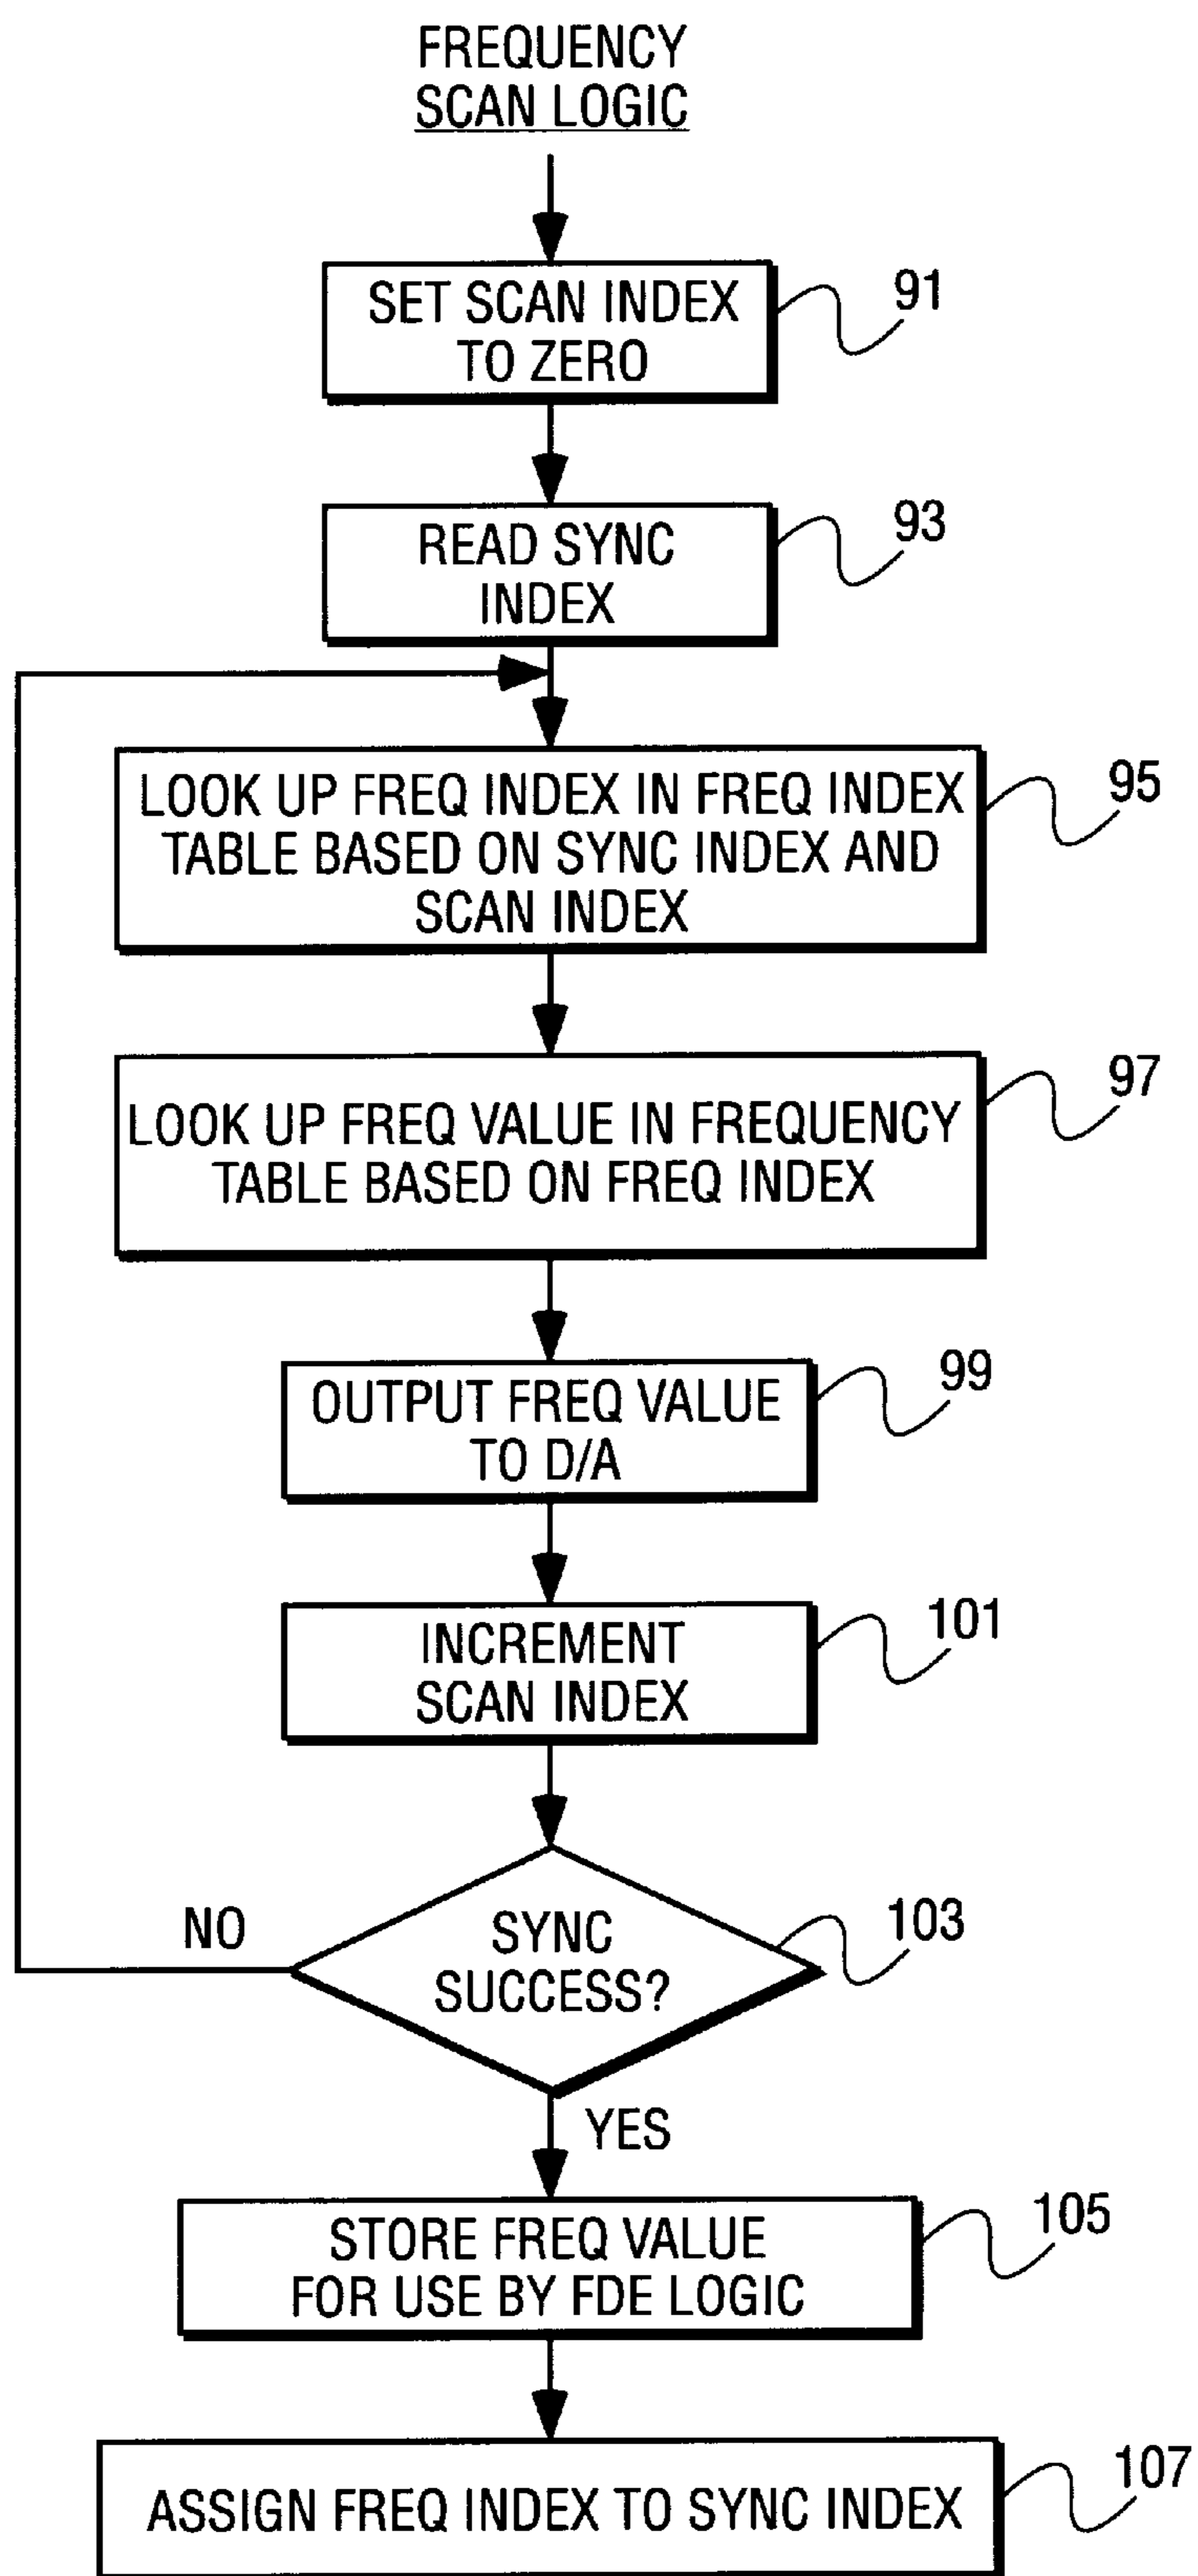 FREQUENCY
SCAN LOGIC
SET SCAN INDEX
TO ZERO
91
READ SYNC
INDEX
93
LOOK UP FREQ INDEX IN FREQ INDEX
TABLE BASED ON SYNC INDEX AND
SCAN INDEX
95
LOOK UP FREQ VALUE IN FREQUENCY
TABLE BASED ON FREQ INDEX
97
OUTPUT FREQ VALUE
TO D/A
99
INCREMENT
SCAN INDEX
101
SYNC
SUCCESS?
103
NO
YES
STORE FREQ VALUE
FOR USE BY FDE LOGIC
105
ASSIGN FREQ INDEX TO SYNC INDEX
107